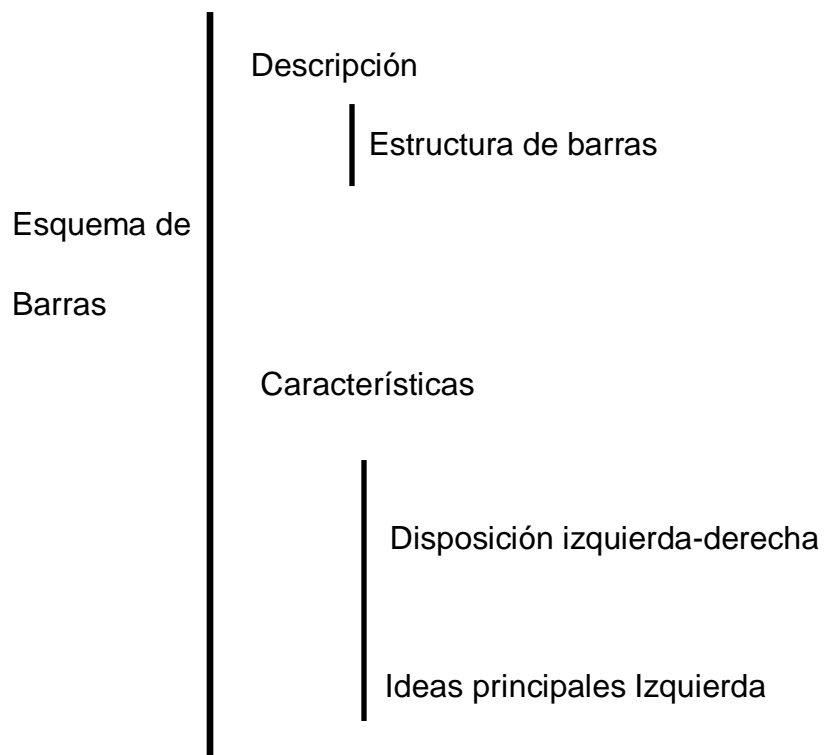 Esquema de
Barras
Descripción
Estructura de barras
Características
Disposición izquierda-derecha
Ideas principales Izquierda